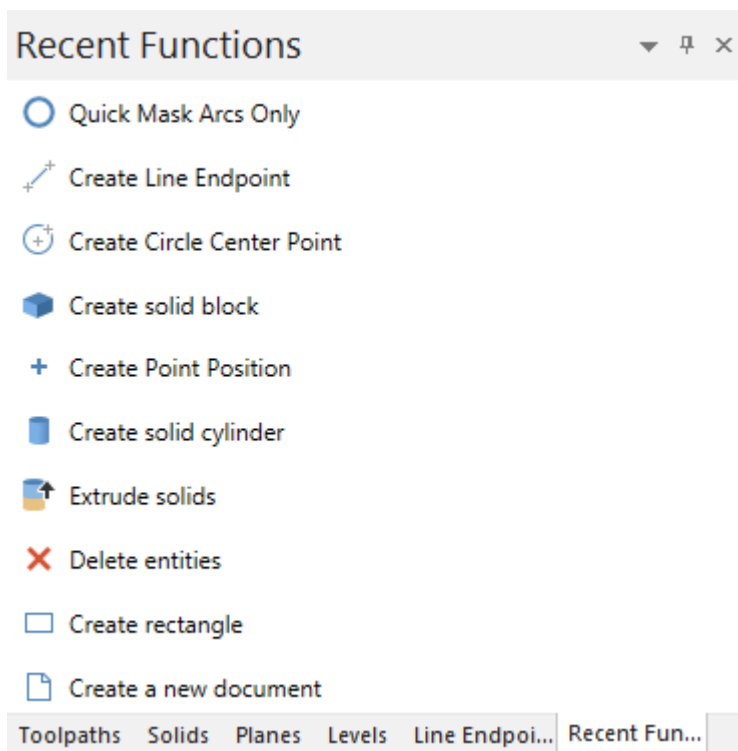 Recent Functions
Quick Mask Arcs Only
Create Line Endpoint
Create Circle Center Point
Create solid block
Create Point Position
Create solid cylinder
Extrude solids
Delete entities
Create rectangle
Create a new document
Toolpaths Solids Planes Levels Line Endpoi... Recent Fun...